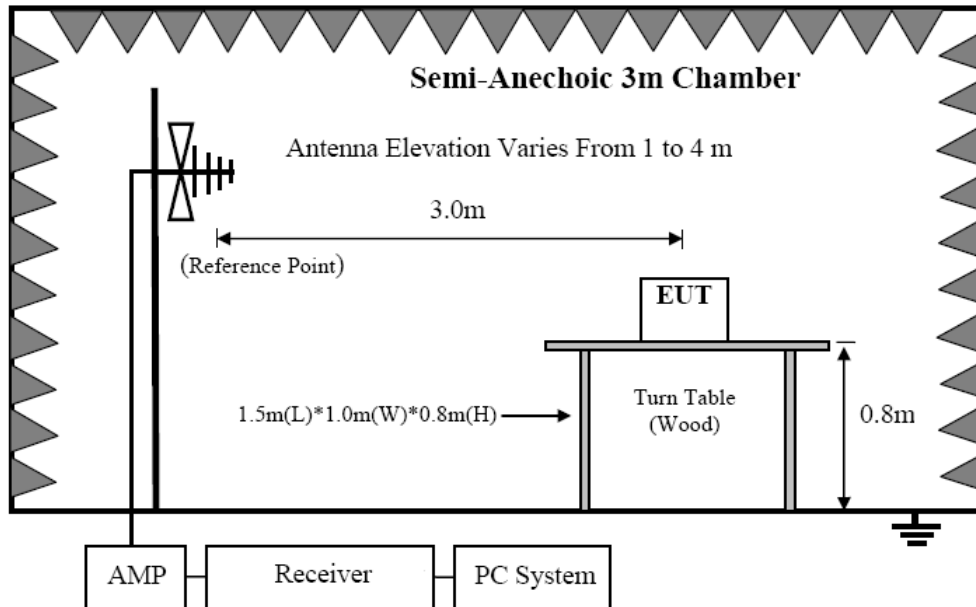 Semi-Anechoic 3m Chamber
Antenna Elevation Varies From 1 to 4 m
3.0m
(Reference Point)
EUT
1.5m(L)*1.0m(W)*0.8m(H)
Turn Table
(Wood)
0.8m
AMP
Receiver
PC System